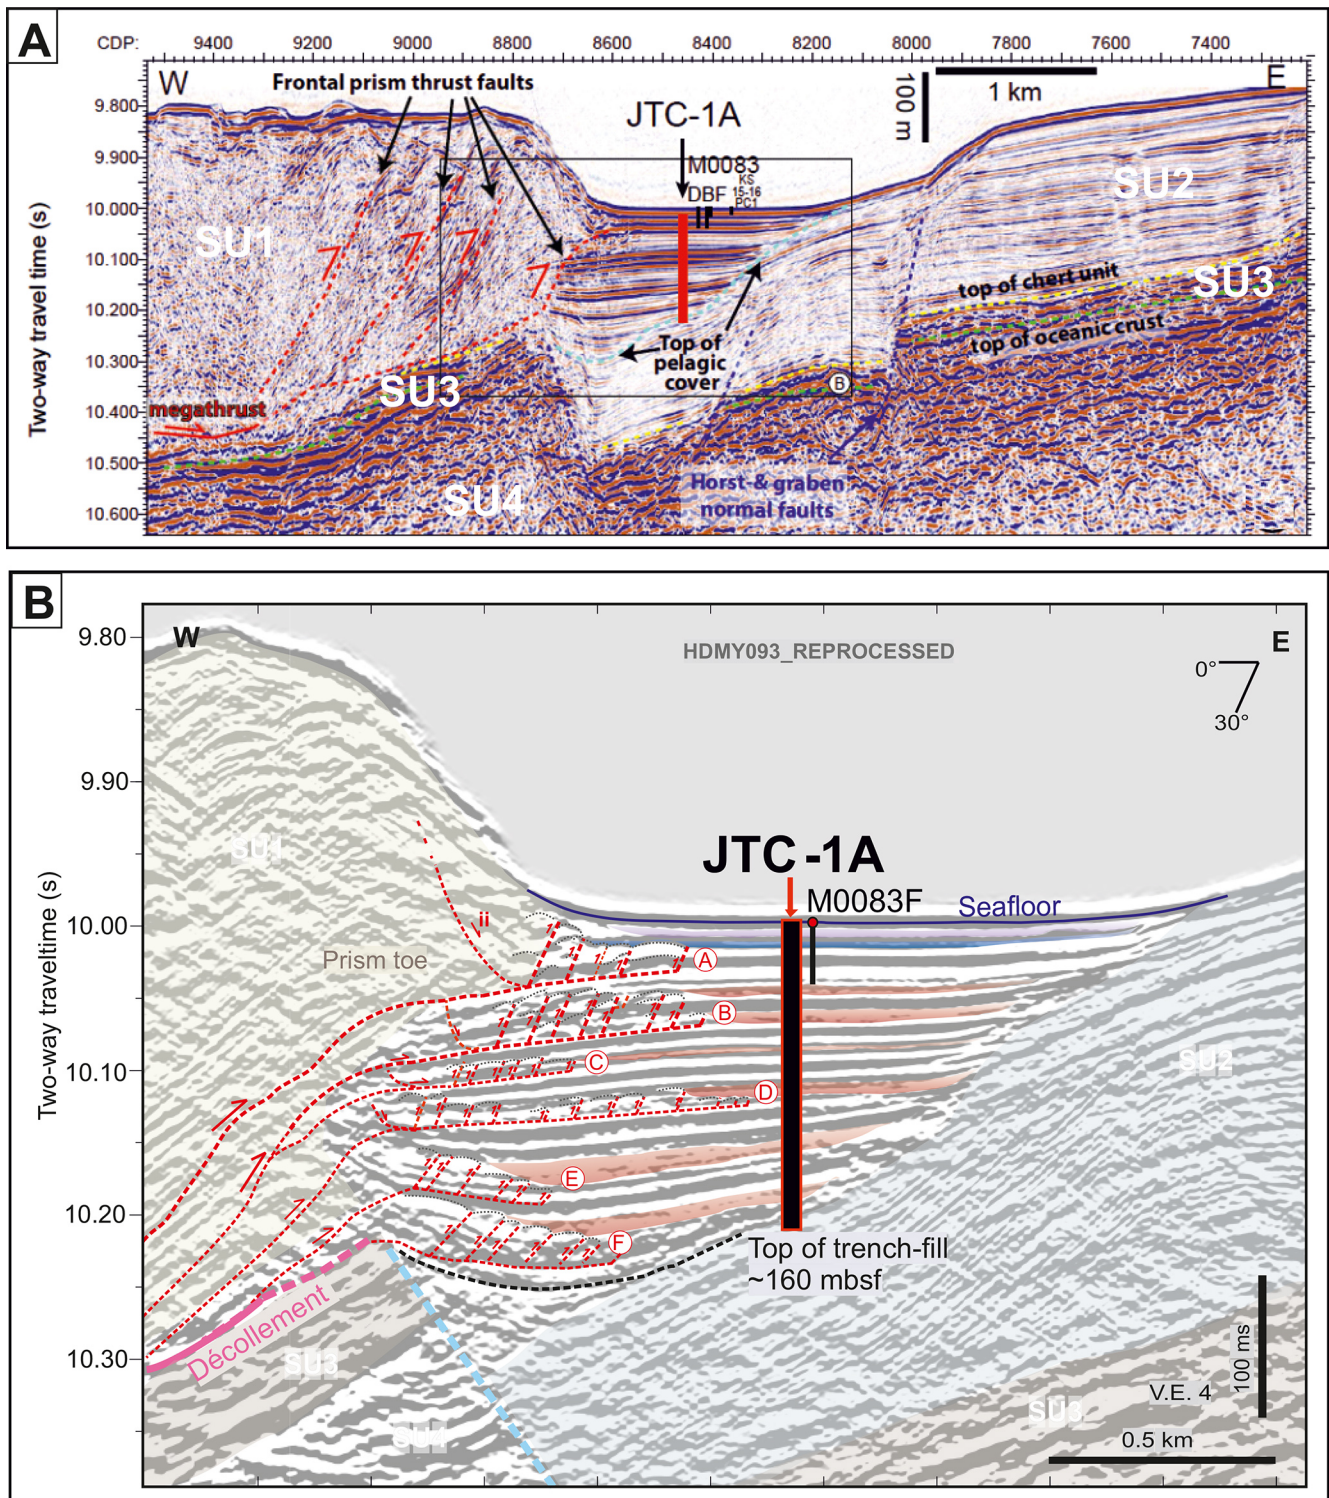 A
CDP: 9400 9200 9000 8800 8600 8400 8200 8000 7800 7600 7400
W
E
Frontal prism thrust faults
100 m
1 km
JTC-1A
M0083
KS
DBF
15-16
PC1
SU1
SU2
SU3
top of chert unit
top of oceanic crust
Top of
pelagic
cover
SU3
B
megathrust
SU4
Horst-& graben
normal faults
Two-way travel time (s)
9.800
9.900
10.000
10.100
10.200
10.300
10.400
10.500
10.600
B
W
E
HDMY093_REPROCESSED
0°
30°
9.80
9.90
10.00
10.10
10.20
10.30
Two-way traveltime (s)
SU1
JTC-1A
M0083F
Seafloor
ii
Prism toe
A
B
C
D
E
F
SU2
Top of trench-fill
~160 mbsf
Décollement
SU3
SU4
SU3
V.E. 4
100 ms
0.5 km